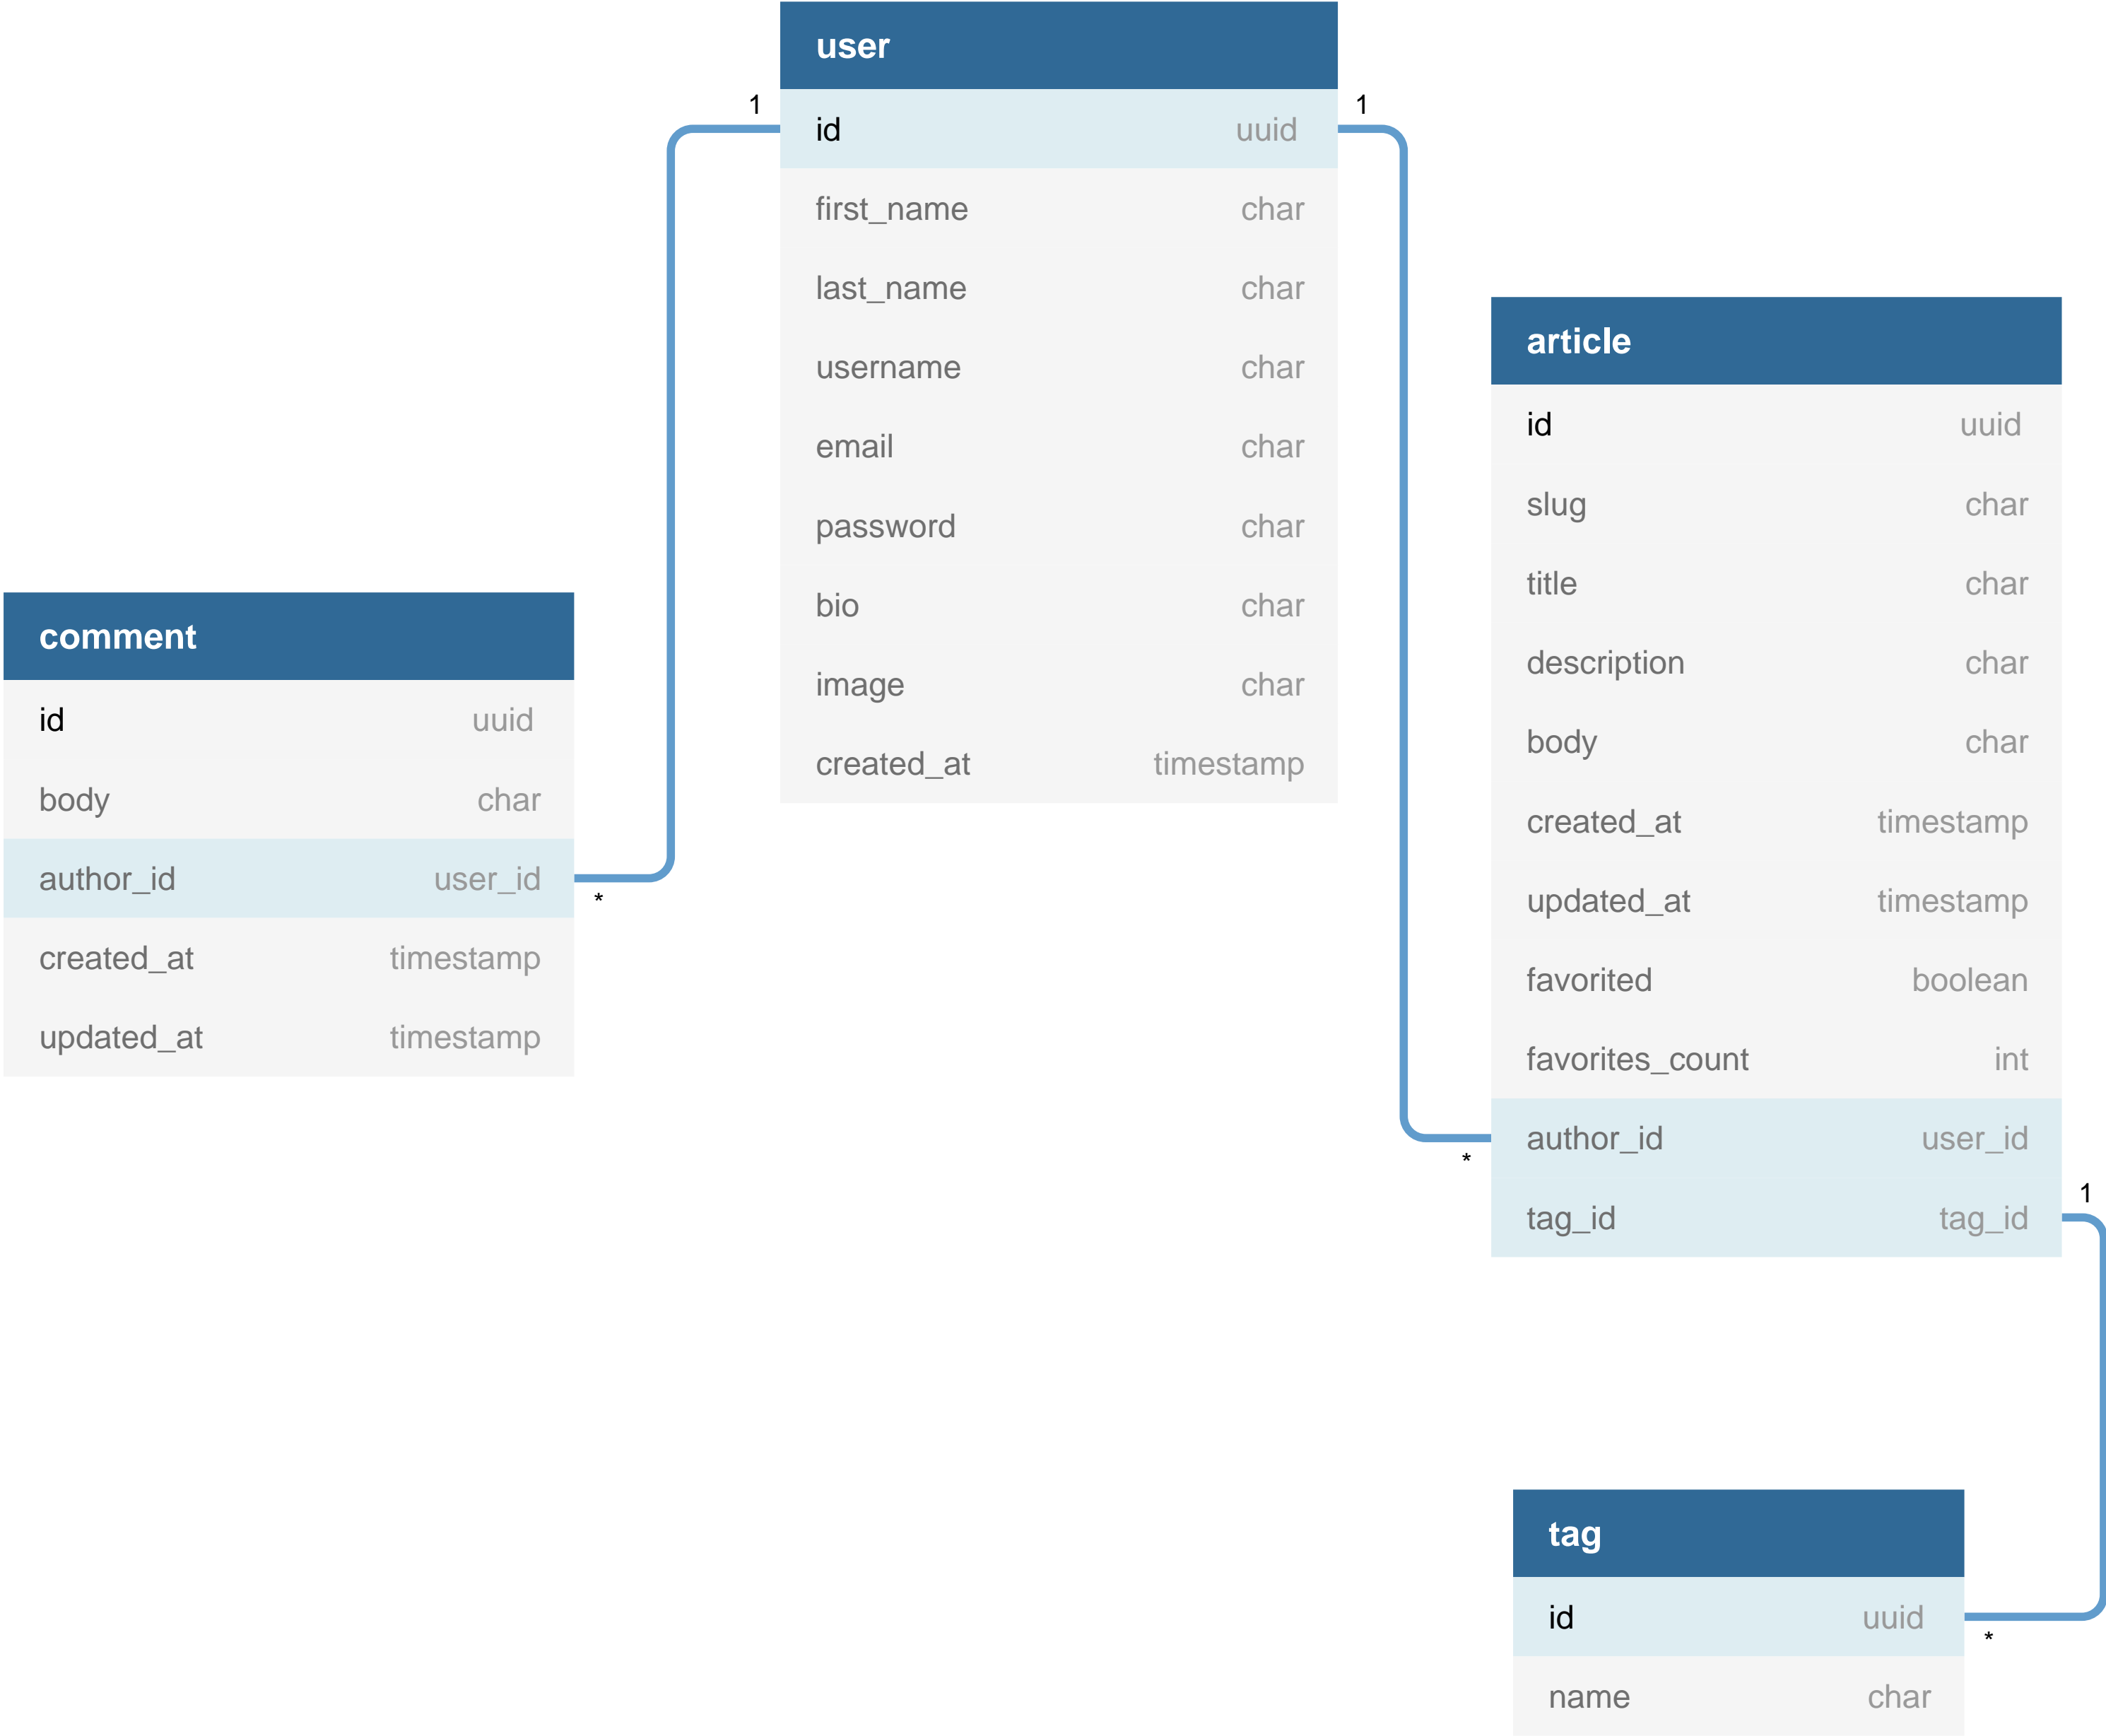 user
1
1
id uuid
first_name char
last_name char
username char
email char
password char
bio char
image char
created_at timestamp
article
id uuid
slug char
title char
description char
body char
created_at timestamp
updated_at timestamp
favorited boolean
favorites_count int
author_id user_id
*
tag_id tag_id
1
comment
id uuid
body char
author_id user_id
*
created_at timestamp
updated_at timestamp
tag
id uuid
*
name char